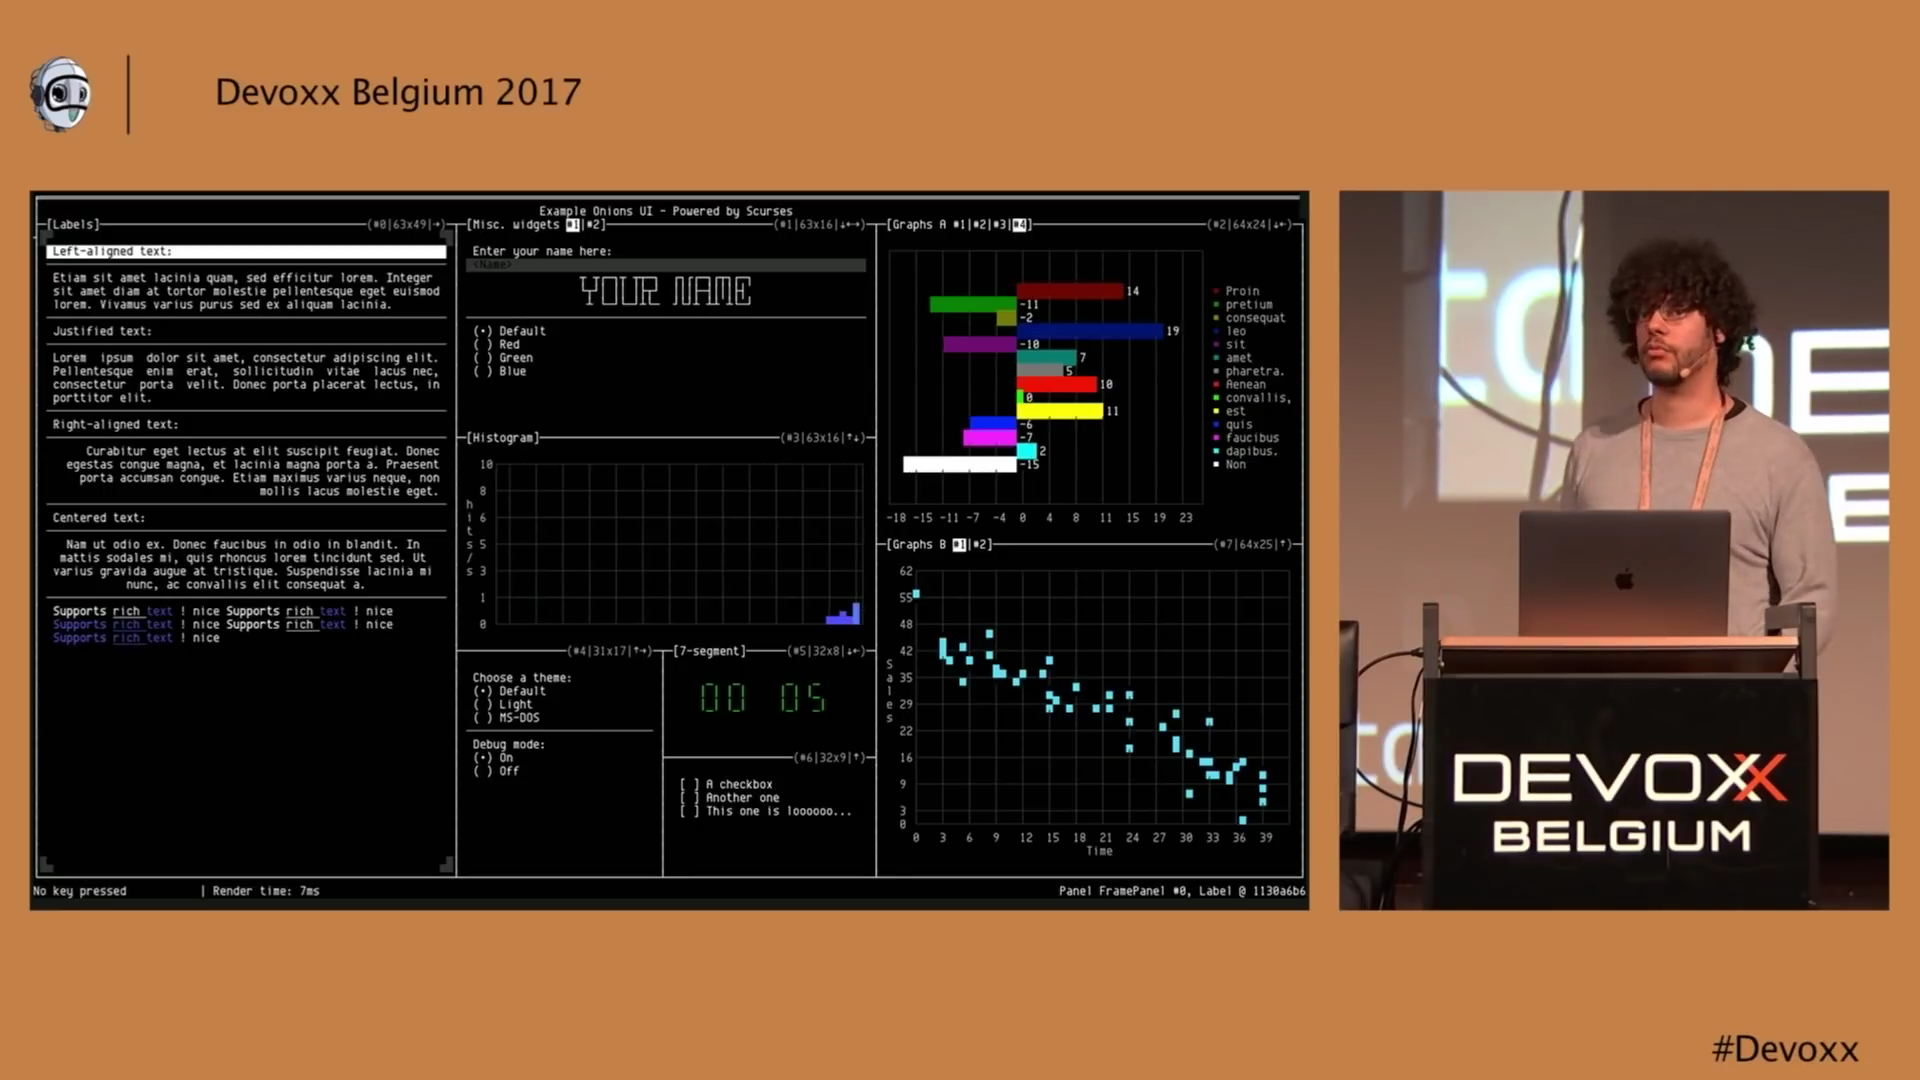 Devoxx Belgium 2017
Example Onions UI - Powered by Scurses
[Labels] (#0|63x49|→)
Left-aligned text:
Etiam sit amet lacinia quam, sed efficitur lorem. Integer
sit amet diam at tortor molestie pellentesque eget euismod
lorem. Vivamus varius purus sed ex aliquam lacinia.
Justified text:
Lorem ipsum dolor sit amet, consectetur adipiscing elit.
Pellentesque enim erat, sollicitudin vitae lacus nec,
consectetur porta velit. Donec porta placerat lectus, in
porttitor elit.
Right-aligned text:
Curabitur eget lectus at elit suscipit feugiat. Donec
egestas congue magna, et lacinia magna porta a. Praesent
porta accumsan congue. Etiam maximus varius neque, non
mollis lacus molestie eget.
Centered text:
Nam ut odio ex. Donec faucibus in odio in blandit. In
mattis sodales mi, quis rhoncus lorem tincidunt sed. Ut
varius gravida augue at tristique. Suspendisse lacinia mi
nunc, ac convallis elit consequat a.
Supports rich text ! nice Supports rich text ! nice
Supports rich text ! nice Supports rich text ! nice
Supports rich text ! nice
[Misc. widgets #1|#2] (#1|63x16|↓←→)
Enter your name here:
<Name>
YOUR NAME
(•) Default
( ) Red
( ) Green
( ) Blue
[Histogram] (#3|63x16|↑↓)
10
8
6
5
3
1
0
hits/s
(#4|31x17|↑→)
Choose a theme:
(•) Default
( ) Light
( ) MS-DOS
Debug mode:
(•) On
( ) Off
[7-segment] (#5|32x8|↓←)
00 05
(#6|32x9|↑)
[ ] A checkbox
[ ] Another one
[ ] This one is loooooo...
[Graphs A #1|#2|#3|#4] (#2|64x24|↓←)
14
-11
-2
19
-10
7
5
10
0
11
-6
-7
2
-15
Proin
pretium
consequat
leo
sit
amet
pharetra.
Aenean
convallis,
est
quis
faucibus
dapibus.
Non
-18 -15 -11 -7 -4 0 4 8 11 15 19 23
[Graphs B #1|#2] (#7|64x25|↑)
62
55
48
42
35
29
22
16
9
3
0
Sales
0 3 6 9 12 15 18 21 24 27 30 33 36 39
Time
No key pressed | Render time: 7ms
Panel FramePanel #0, Label @ 1130a6b6
DEVOXX
BELGIUM
#Devoxx